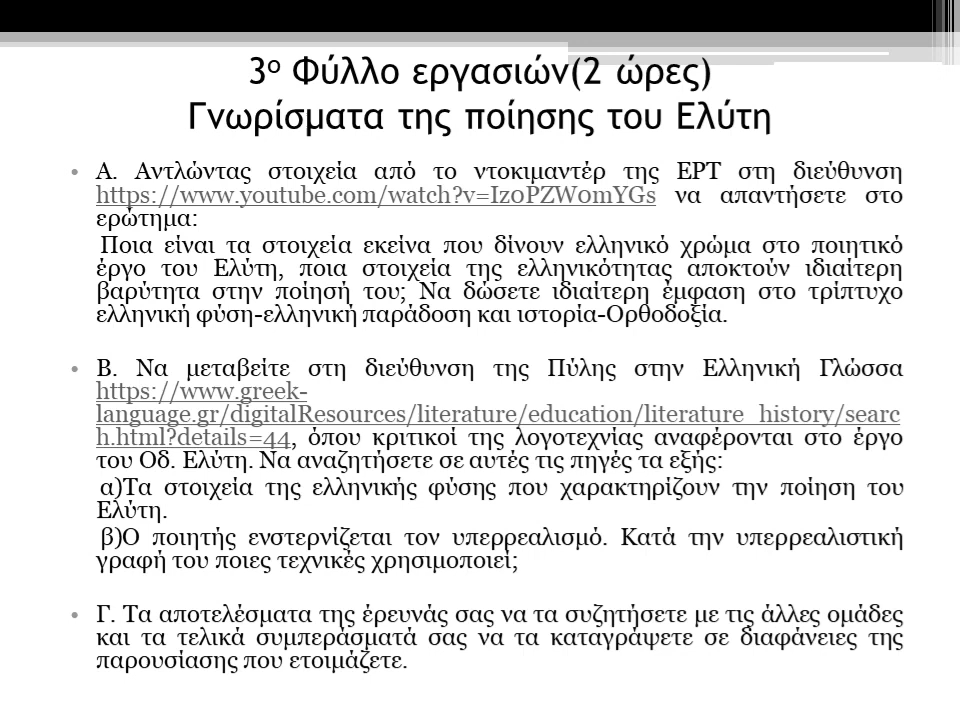 3ο Φύλλο εργασιών(2 ώρες)
Γνωρίσματα της ποίησης του Ελύτη
• Α. Αντλώντας στοιχεία από το ντοκιμαντέρ της ΕΡΤ στη διεύθυνση
https://www.youtube.com/watch?v=Iz0PZW0mYGs να απαντήσετε στο
ερώτημα:
Ποια είναι τα στοιχεία εκείνα που δίνουν ελληνικό χρώμα στο ποιητικό
έργο του Ελύτη, ποια στοιχεία της ελληνικότητας αποκτούν ιδιαίτερη
βαρύτητα στην ποίησή του; Να δώσετε ιδιαίτερη έμφαση στο τρίπτυχο
ελληνική φύση-ελληνική παράδοση και ιστορία-Ορθοδοξία.
• Β. Να μεταβείτε στη διεύθυνση της Πύλης στην Ελληνική Γλώσσα
https://www.greek-
language.gr/digitalResources/literature/education/literature_history/searc
h.html?details=44, όπου κριτικοί της λογοτεχνίας αναφέρονται στο έργο
του Οδ. Ελύτη. Να αναζητήσετε σε αυτές τις πηγές τα εξής:
α)Τα στοιχεία της ελληνικής φύσης που χαρακτηρίζουν την ποίηση του
Ελύτη.
β)Ο ποιητής ενστερνίζεται τον υπερρεαλισμό. Κατά την υπερρεαλιστική
γραφή του ποιες τεχνικές χρησιμοποιεί;
• Γ. Τα αποτελέσματα της έρευνάς σας να τα συζητήσετε με τις άλλες ομάδες
και τα τελικά συμπεράσματά σας να τα καταγράψετε σε διαφάνειες της
παρουσίασης που ετοιμάζετε.